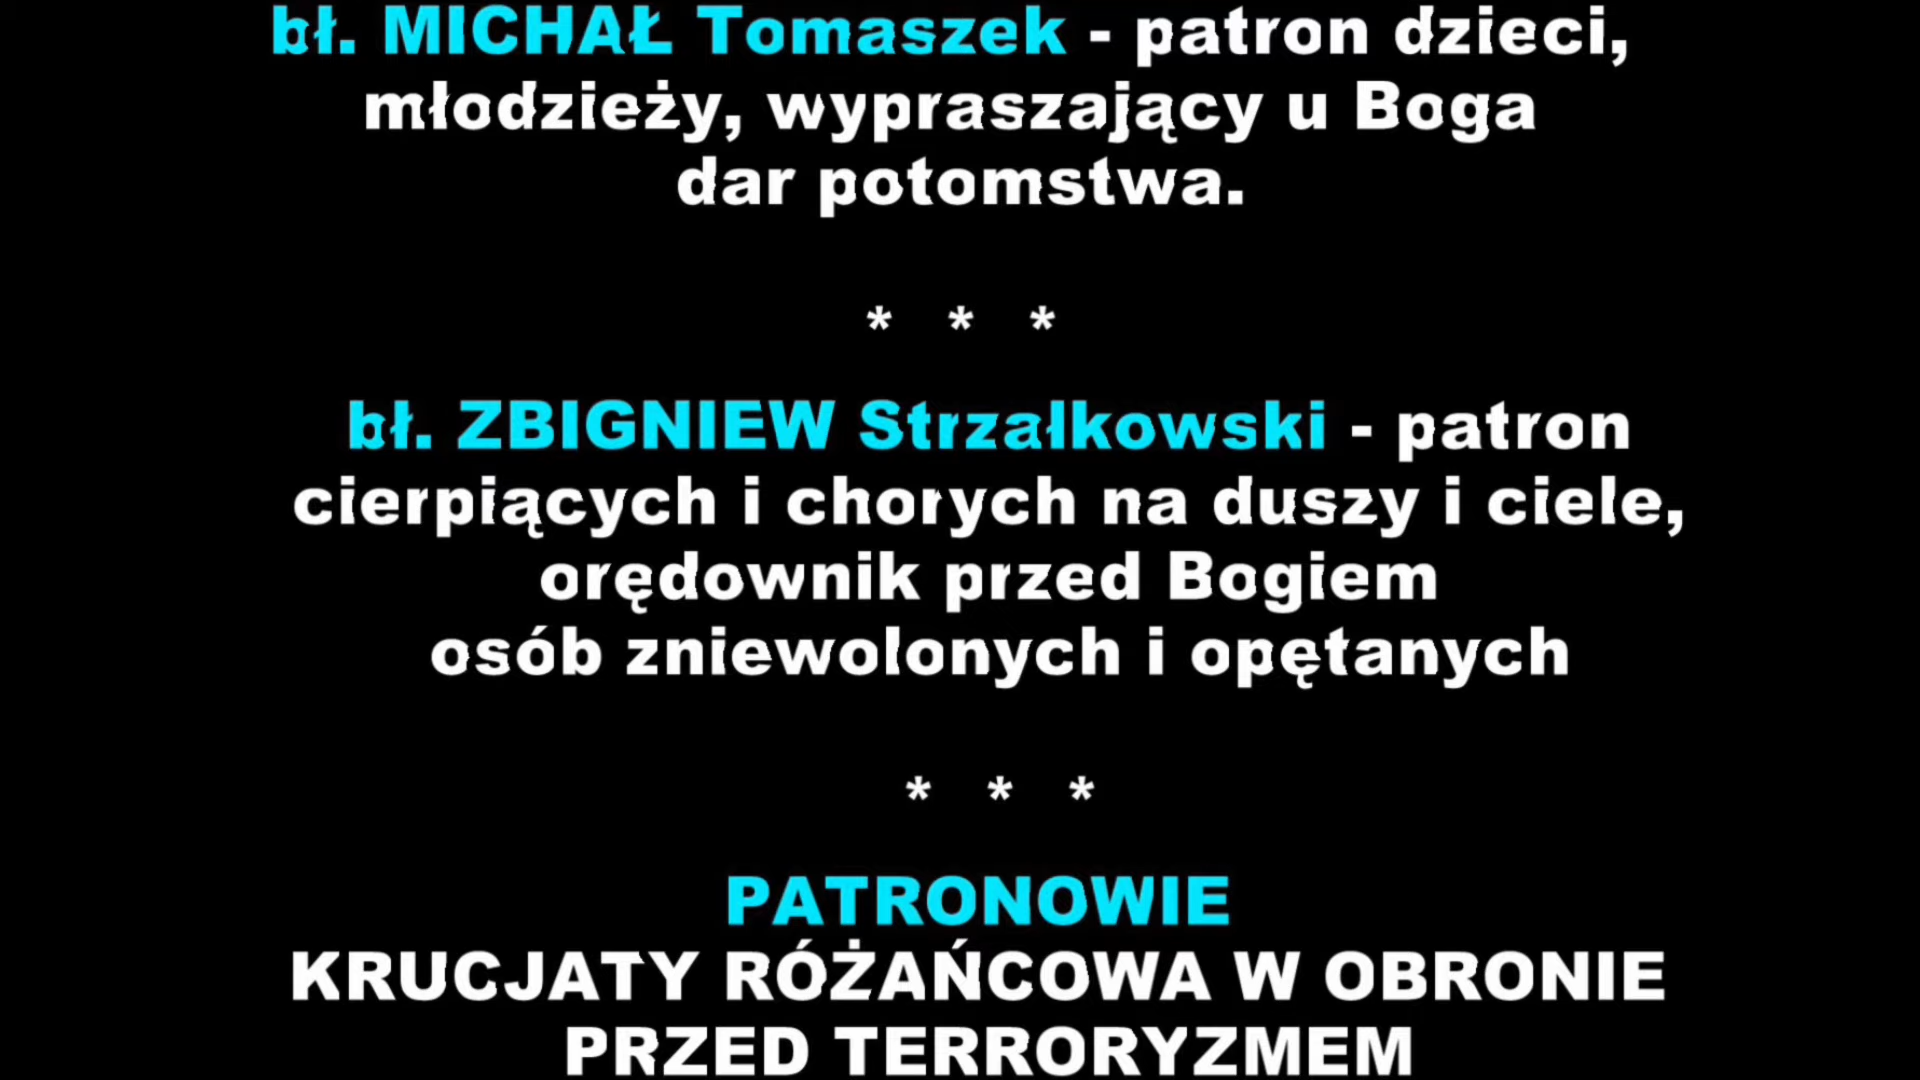 bł. MICHAŁ Tomaszek - patron dzieci,
młodzieży, wypraszający u Boga
dar potomstwa.
* * *
bł. ZBIGNIEW Strzałkowski - patron
cierpiących i chorych na duszy i ciele,
orędownik przed Bogiem
osób zniewolonych i opętanych
* * *
PATRONOWIE
KRUCJATY RÓŻAŃCOWA W OBRONIE
PRZED TERRORYZMEM